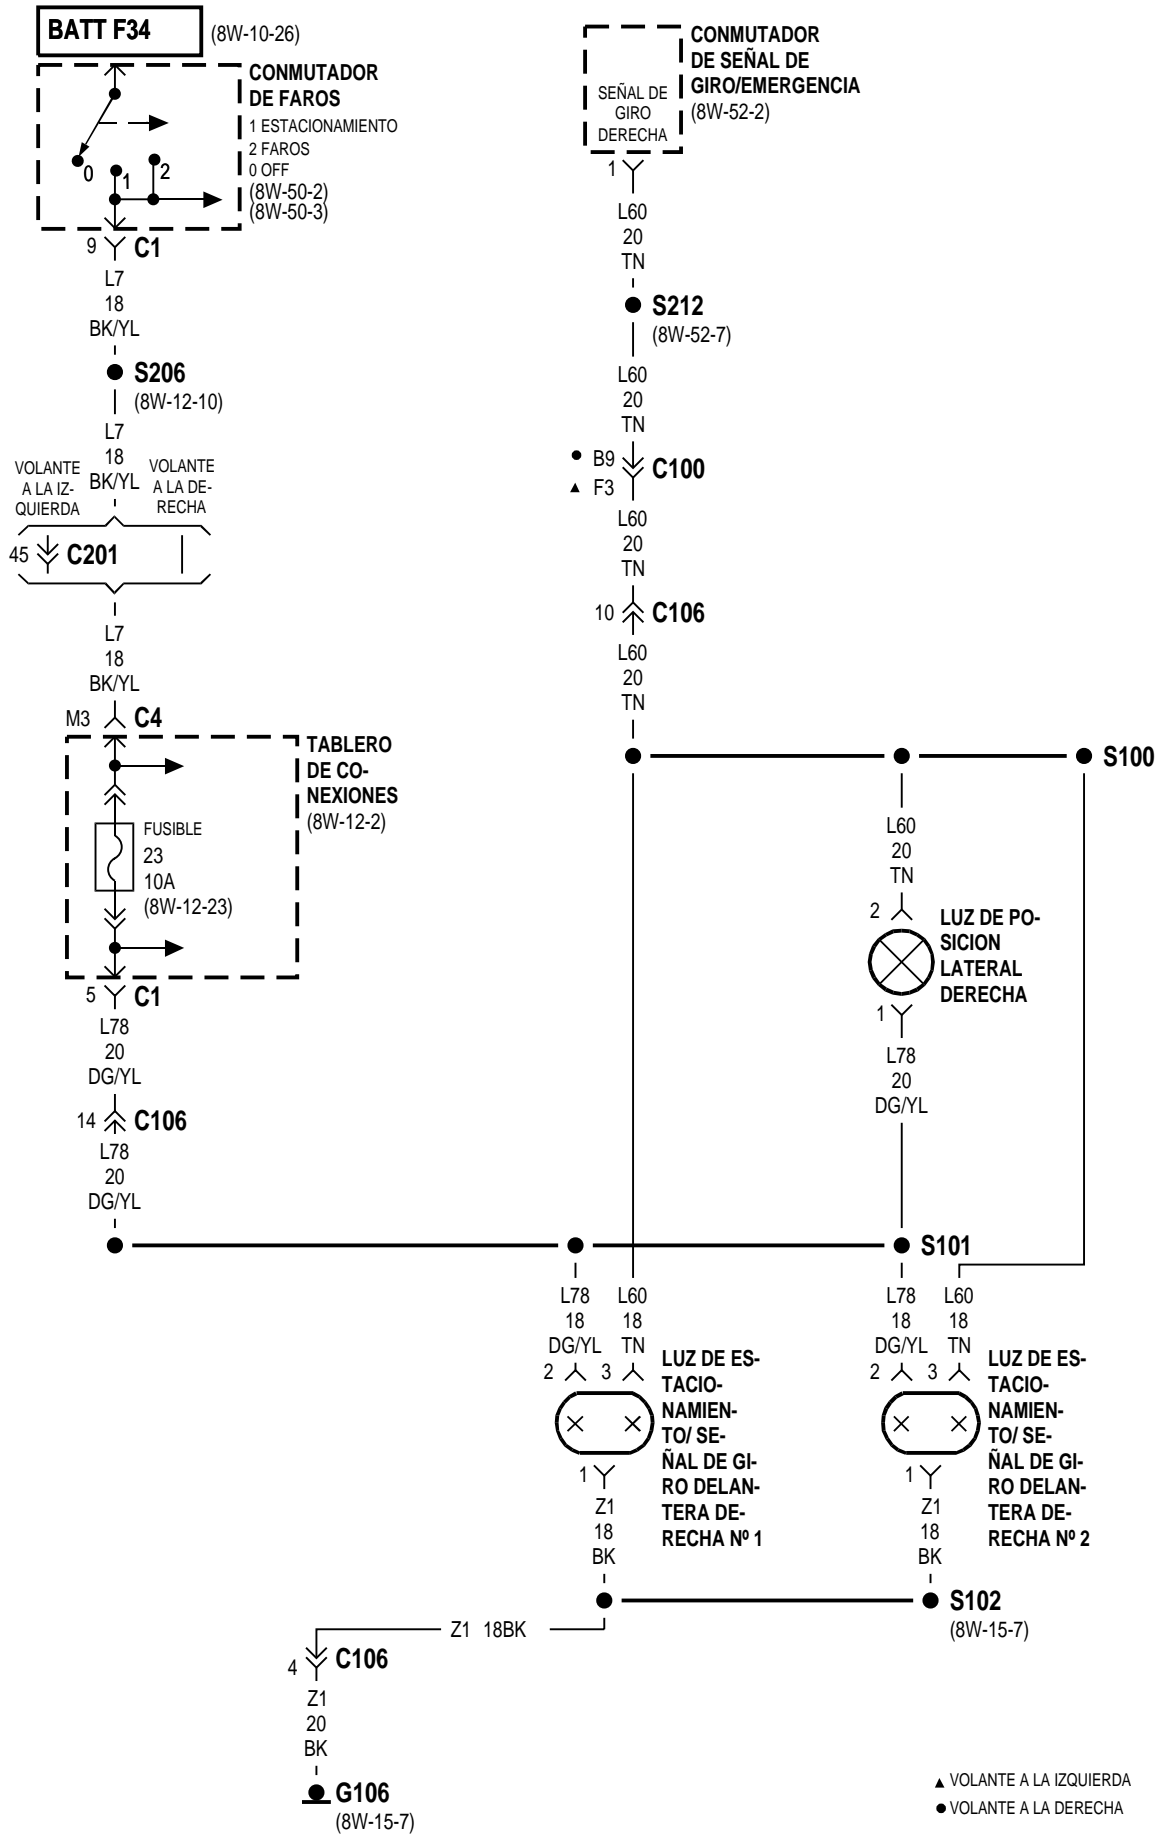 BATT F34
(8W-10-26)
CONMUTADOR
DE FAROS
1 ESTACIONAMIENTO
2 FAROS
0 OFF
(8W-50-2)
(8W-50-3)
0
1
2
9
C1
L7
18
BK/YL
S206
(8W-12-10)
L7
18
BK/YL
VOLANTE
A LA IZ-
QUIERDA
VOLANTE
A LA DE-
RECHA
45
C201
L7
18
BK/YL
M3
C4
TABLERO
DE CO-
NEXIONES
(8W-12-2)
FUSIBLE
23
10A
(8W-12-23)
5
C1
L78
20
DG/YL
14
C106
L78
20
DG/YL
CONMUTADOR
DE SEÑAL DE
GIRO/EMERGENCIA
(8W-52-2)
SEÑAL DE
GIRO
DERECHA
1
L60
20
TN
S212
(8W-52-7)
L60
20
TN
● B9
▲ F3
C100
L60
20
TN
10
C106
L60
20
TN
S100
L60
20
TN
2
LUZ DE PO-
SICION
LATERAL
DERECHA
1
L78
20
DG/YL
S101
L78
18
DG/YL
L60
18
TN
2
3
LUZ DE ES-
TACIO-
NAMIEN-
TO/ SE-
ÑAL DE GI-
RO DELAN-
TERA DE-
RECHA Nº 1
1
Z1
18
BK
L78
18
DG/YL
L60
18
TN
2
3
LUZ DE ES-
TACIO-
NAMIEN-
TO/ SE-
ÑAL DE GI-
RO DELAN-
TERA DE-
RECHA Nº 2
1
Z1
18
BK
S102
(8W-15-7)
Z1 18BK
4
C106
Z1
20
BK
G106
(8W-15-7)
▲ VOLANTE A LA IZQUIERDA
● VOLANTE A LA DERECHA